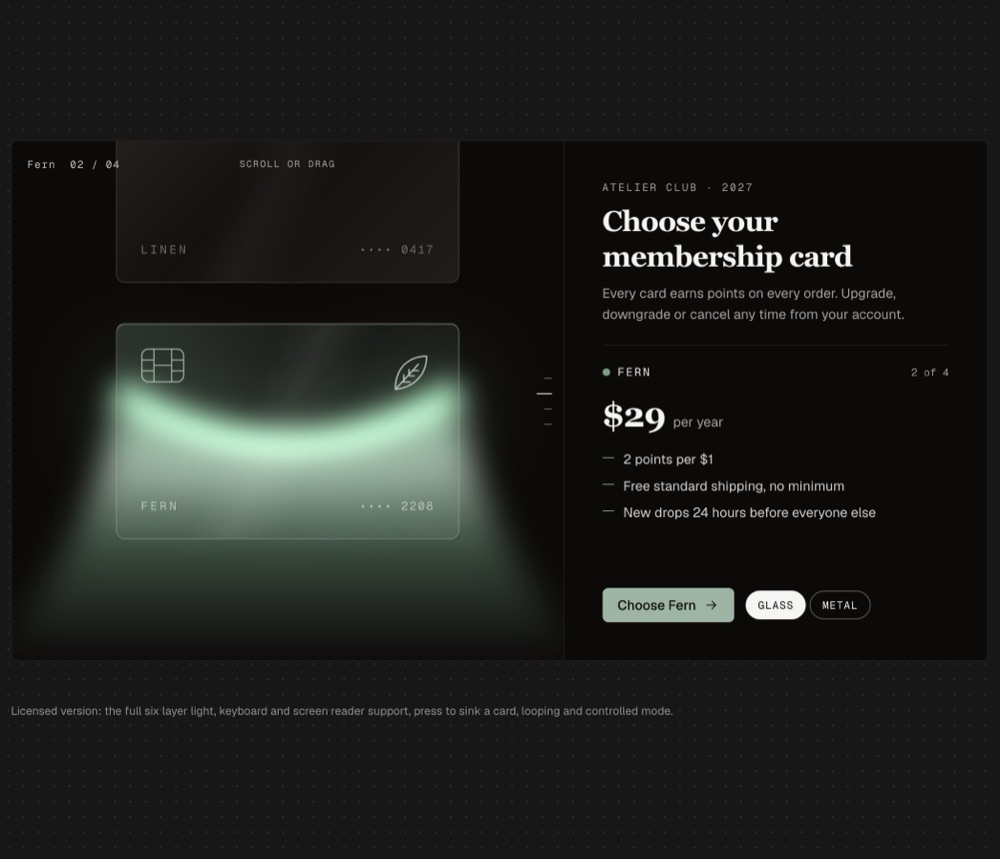 Fern 02 / 04
SCROLL OR DRAG
LINEN
•••• 0417
FERN
•••• 2208
ATELIER CLUB · 2027
Choose your
membership card
Every card earns points on every order. Upgrade,
downgrade or cancel any time from your account.
FERN
2 of 4
$29 per year
2 points per $1
Free standard shipping, no minimum
New drops 24 hours before everyone else
Choose Fern →
GLASS
METAL
Licensed version: the full six layer light, keyboard and screen reader support, press to sink a card, looping and controlled mode.